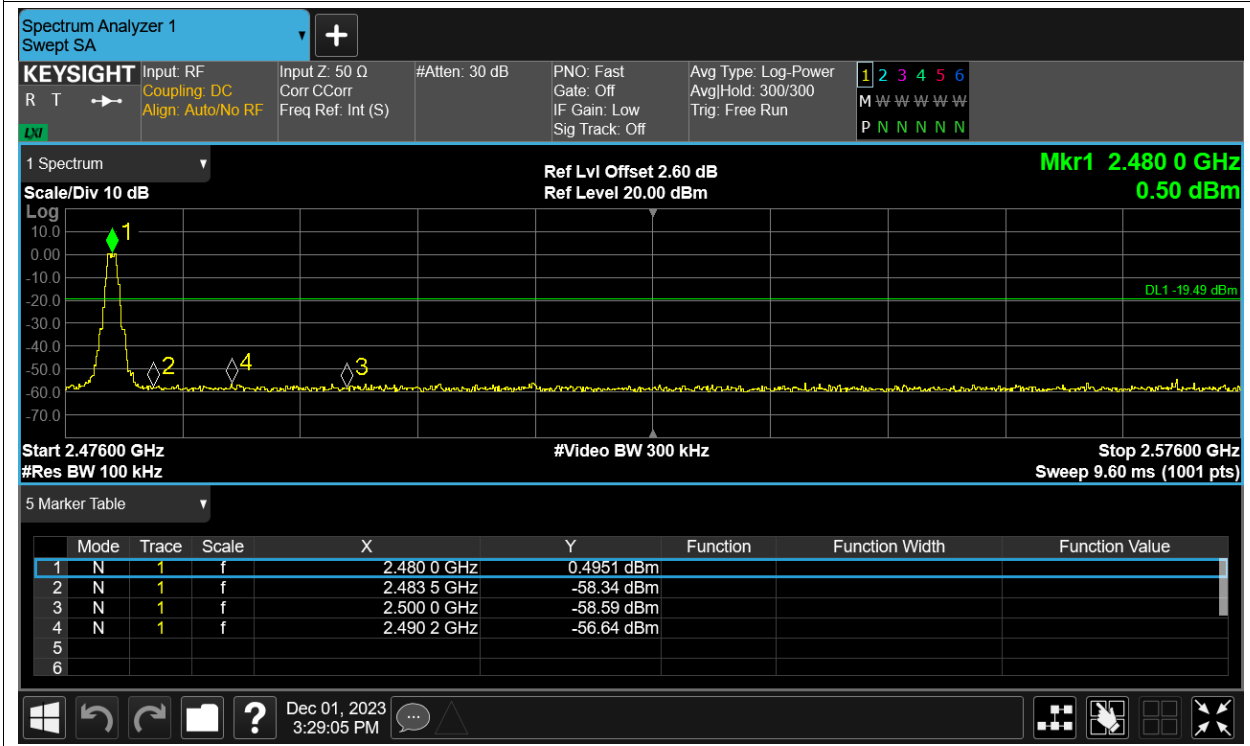 Spectrum Analyzer 1
Swept SA
+
KEYSIGHT Input: RF Input Z: 50 Ω #Atten: 30 dB PNO: Fast Avg Type: Log-Power 1 2 3 4 5 6
R T Coupling: DC Corr CCorr Gate: Off Avg|Hold: 300/300 M W W W W W
Align: Auto/No RF Freq Ref: Int (S) IF Gain: Low Trig: Free Run
LXI Sig Track: Off P N N N N N
1 Spectrum Ref Lvl Offset 2.60 dB Mkr1 2.480 0 GHz
Scale/Div 10 dB Ref Level 20.00 dBm 0.50 dBm
Log
10.0
1
0.00
-10.0
DL1 -19.49 dBm
-20.0
-30.0
-40.0
2 4 3
-50.0
-60.0
-70.0
Start 2.47600 GHz #Video BW 300 kHz Stop 2.57600 GHz
#Res BW 100 kHz Sweep 9.60 ms (1001 pts)
5 Marker Table
Mode Trace Scale X Y Function Function Width Function Value
1 N 1 f 2.480 0 GHz 0.4951 dBm
2 N 1 f 2.483 5 GHz -58.34 dBm
3 N 1 f 2.500 0 GHz -58.59 dBm
4 N 1 f 2.490 2 GHz -56.64 dBm
5
6
? Dec 01, 2023
3:29:05 PM